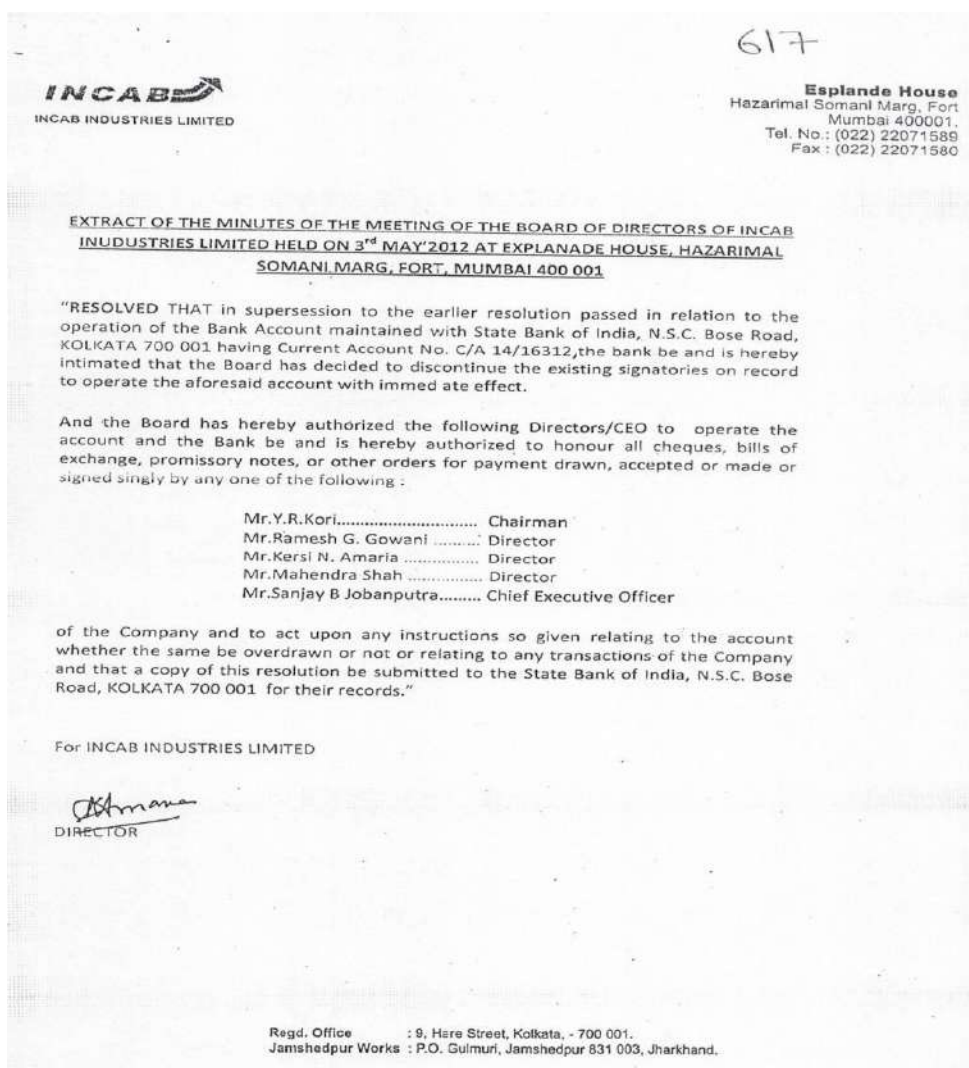 617
INCAB
INCAB INDUSTRIES LIMITED
Esplande House
Hazarimal Somani Marg, Fort
Mumbai 400001.
Tel. No.: (022) 22071589
Fax : (022) 22071580
EXTRACT OF THE MINUTES OF THE MEETING OF THE BOARD OF DIRECTORS OF INCAB
INUDUSTRIES LIMITED HELD ON 3rd MAY'2012 AT EXPLANADE HOUSE, HAZARIMAL
SOMANI MARG, FORT, MUMBAI 400 001
"RESOLVED THAT in supersession to the earlier resolution passed in relation to the
operation of the Bank Account maintained with State Bank of India, N.S.C. Bose Road,
KOLKATA 700 001 having Current Account No. C/A 14/16312,the bank be and is hereby
intimated that the Board has decided to discontinue the existing signatories on record
to operate the aforesaid account with immed ate effect.
And the Board has hereby authorized the following Directors/CEO to operate the
account and the Bank be and is hereby authorized to honour all cheques, bills of
exchange, promissory notes, or other orders for payment drawn, accepted or made or
signed singly by any one of the following :
Mr.Y.R.Kori............................. Chairman
Mr.Ramesh G. Gowani ......... Director
Mr.Kersi N. Amaria ............... Director
Mr.Mahendra Shah ............... Director
Mr.Sanjay B Jobanputra......... Chief Executive Officer
of the Company and to act upon any instructions so given relating to the account
whether the same be overdrawn or not or relating to any transactions of the Company
and that a copy of this resolution be submitted to the State Bank of India, N.S.C. Bose
Road, KOLKATA 700 001 for their records."
For INCAB INDUSTRIES LIMITED
DIRECTOR
Regd. Office : 9, Hare Street, Kolkata, - 700 001.
Jamshedpur Works : P.O. Gulmuri, Jamshedpur 831 003, Jharkhand.